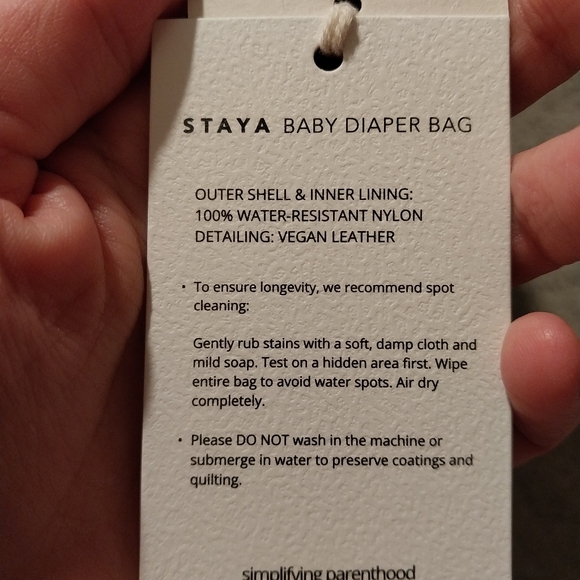 STAYA BABY DIAPER BAG
OUTER SHELL & INNER LINING:
100% WATER-RESISTANT NYLON
DETAILING: VEGAN LEATHER
• To ensure longevity, we recommend spot
cleaning:
Gently rub stains with a soft, damp cloth and
mild soap. Test on a hidden area first. Wipe
entire bag to avoid water spots. Air dry
completely.
• Please DO NOT wash in the machine or
submerge in water to preserve coatings and
quilting.
simplifying parenthood